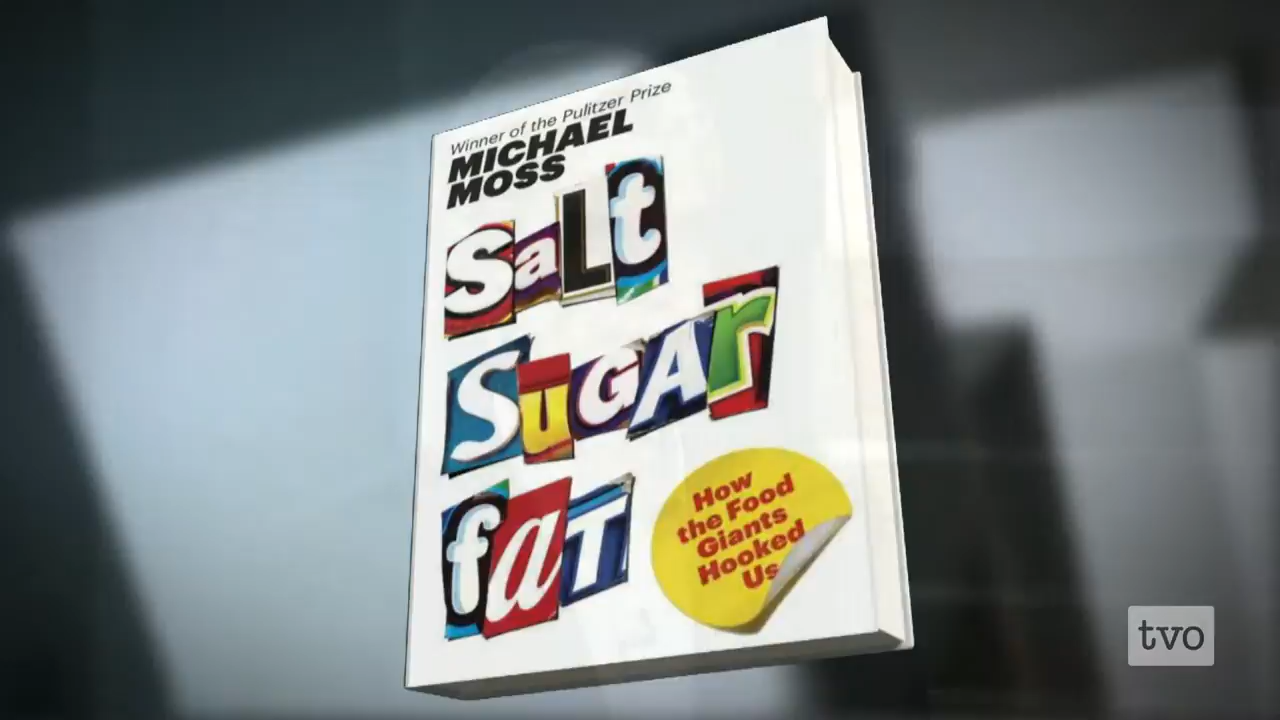 Winner of the Pulitzer Prize
MICHAEL
MOSS
SaLt
SuGAr
faT
How
the Food
Giants
Hooked
Us
tvo